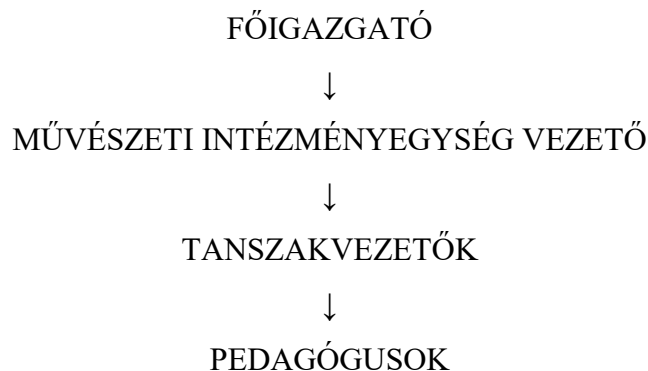 FŐIGAZGATÓ
↓
MŰVÉSZETI INTÉZMÉNYEGYSÉG VEZETŐ
↓
TANSZAKVEZETŐK
↓
PEDAGÓGUSOK